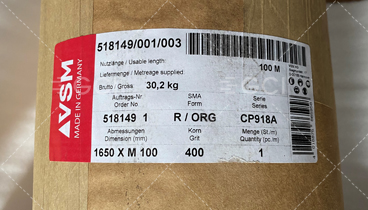 518149/001/003
Nutzlänge / Usable length:
100 M
Liefermenge / Metreage supplied:
Brutto / Gross 30,2 kg
Auftrags-Nr SMA Serie
Order No Form Series
518149 1 R / ORG CP918A
Abmessungen Korn Menge (St./m)
Dimension (mm) Grit Quantity (pc./m)
1650 X M 100 400 1
VSM
MADE IN GERMANY